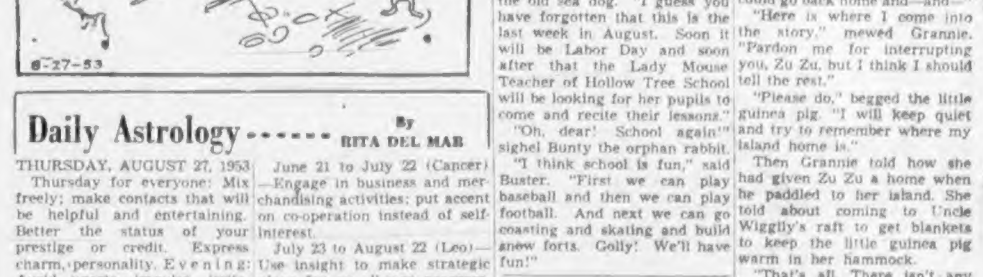 8-27-53
Daily Astrology ------
By
RITA DEL MAR
THURSDAY, AUGUST 27, 1953
Thursday for everyone: Mix
freely; make contacts that will
be helpful and entertaining.
Better the status of your
prestige or credit. Express
charm, personality. Evening:
June 21 to July 22 (Cancer)
—Engage in business and mer-
chandising activities; put accent
on co-operation instead of self-
interest.
July 23 to August 22 (Leo)—
Use insight to make strategic
the old sea dog. "I guess you
have forgotten that this is the
last week in August. Soon it
will be Labor Day and soon
after that the Lady Mouse
Teacher of Hollow Tree School
will be looking for her pupils to
come and recite their lessons."
"Oh, dear! School again!"
sighel Bunty the orphan rabbit.
"I think school is fun," said
Buster. "First we can play
baseball and then we can play
football. And next we can go
coasting and skating and build
snow forts. Golly! We'll have
fun!"
could go back home and—and—"
"Here is where I come into
the story," mewed Grannie.
"Pardon me for interrupting
you, Zu Zu, but I think I should
tell the rest."
"Please do," begged the little
guinea pig. "I will keep quiet
and try to remember where my
island home is."
Then Grannie told how she
had given Zu Zu a home when
he paddled to her island. She
told about coming to Uncle
Wiggily's raft to get blankets
to keep the little guinea pig
warm in her hammock.
"That's all. There isn't any